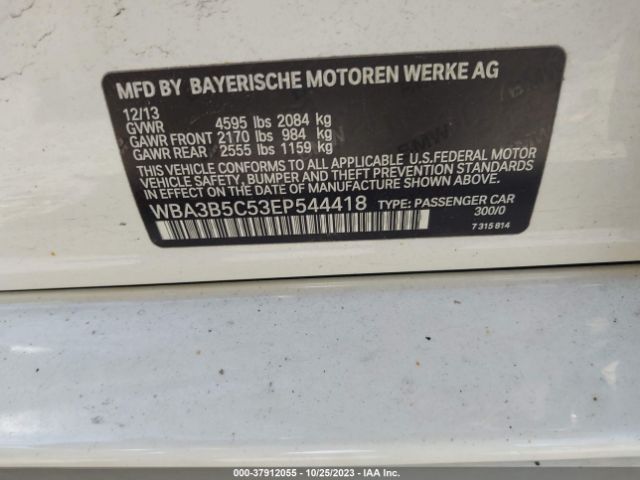 MFD BY BAYERISCHE MOTOREN WERKE AG
12/13
GVWR 4595 lbs 2084 kg
GAWR FRONT 2170 lbs 984 kg
GAWR REAR 2555 lbs 1159 kg
THIS VEHICLE CONFORMS TO ALL APPLICABLE U.S.FEDERAL MOTOR
VEHICLE SAFETY, BUMPER AND THEFT PREVENTION STANDARDS
IN EFFECT ON THE DATE OF MANUFACTURE SHOWN ABOVE.
WBA3B5C53EP544418 TYPE: PASSENGER CAR
300/0
7 315 814
000-37912055 - 10/25/2023 - IAA Inc.